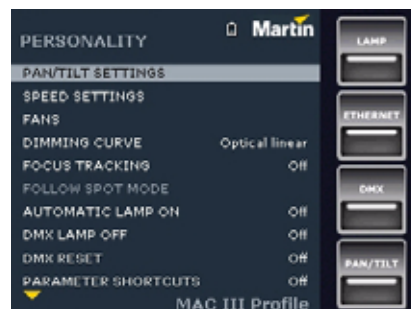 PERSONALITY
Martin
PAN/TILT SETTINGS
SPEED SETTINGS
FANS
DIMMING CURVE Optical linear
FOCUS TRACKING Off
FOLLOW SPOT MODE
AUTOMATIC LAMP ON Off
DMX LAMP OFF Off
DMX RESET Off
PARAMETER SHORTCUTS Off
MAC III Profile
LAMP
ETHERNET
DMX
PAN/TILT